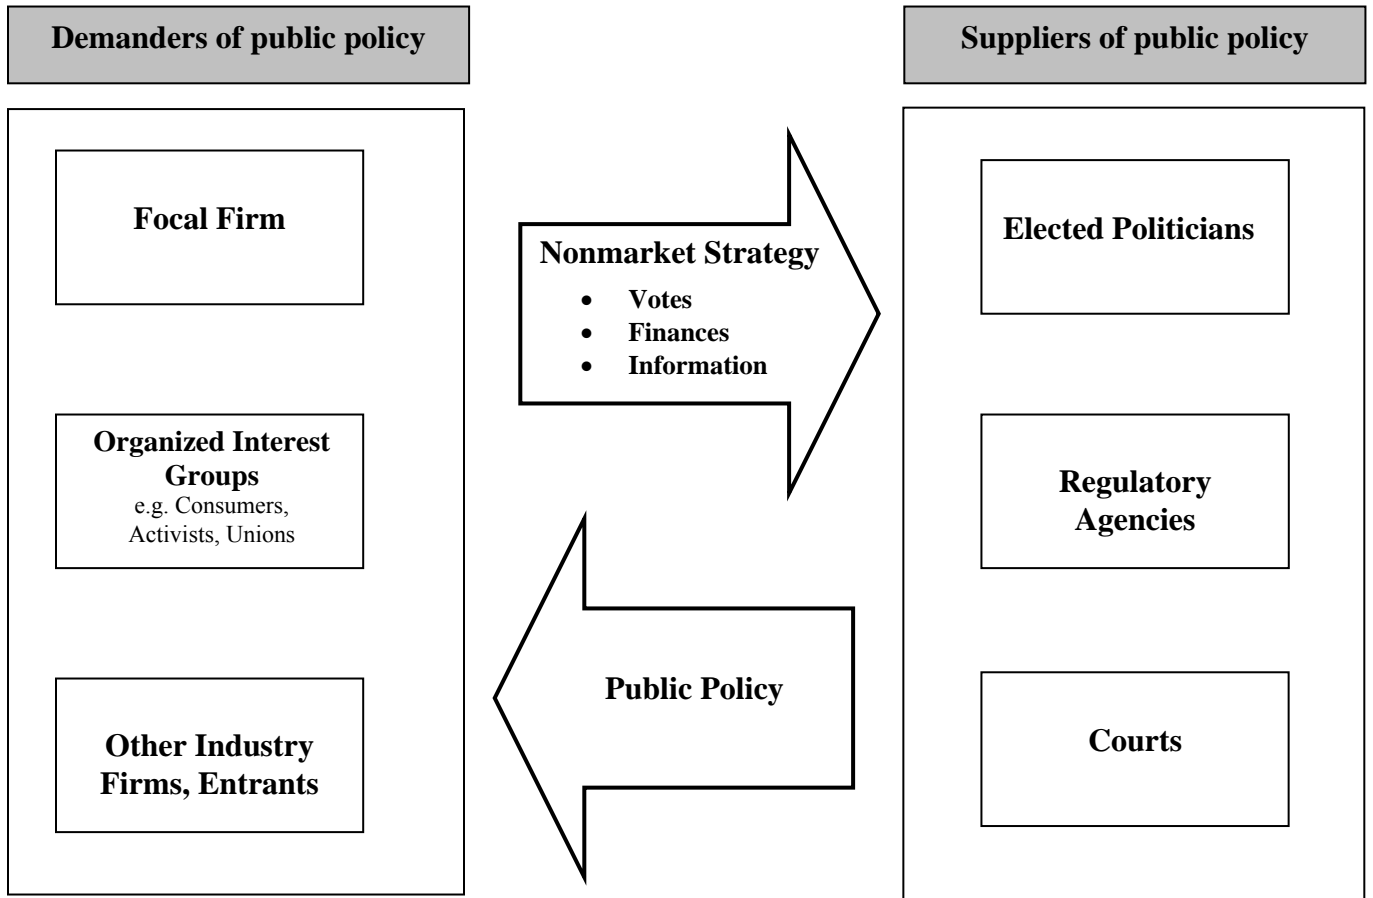 Demanders of public policy
Suppliers of public policy
Focal Firm
Organized Interest
Groups
e.g. Consumers,
Activists, Unions
Other Industry
Firms, Entrants
Nonmarket Strategy
• Votes
• Finances
• Information
Public Policy
Elected Politicians
Regulatory
Agencies
Courts